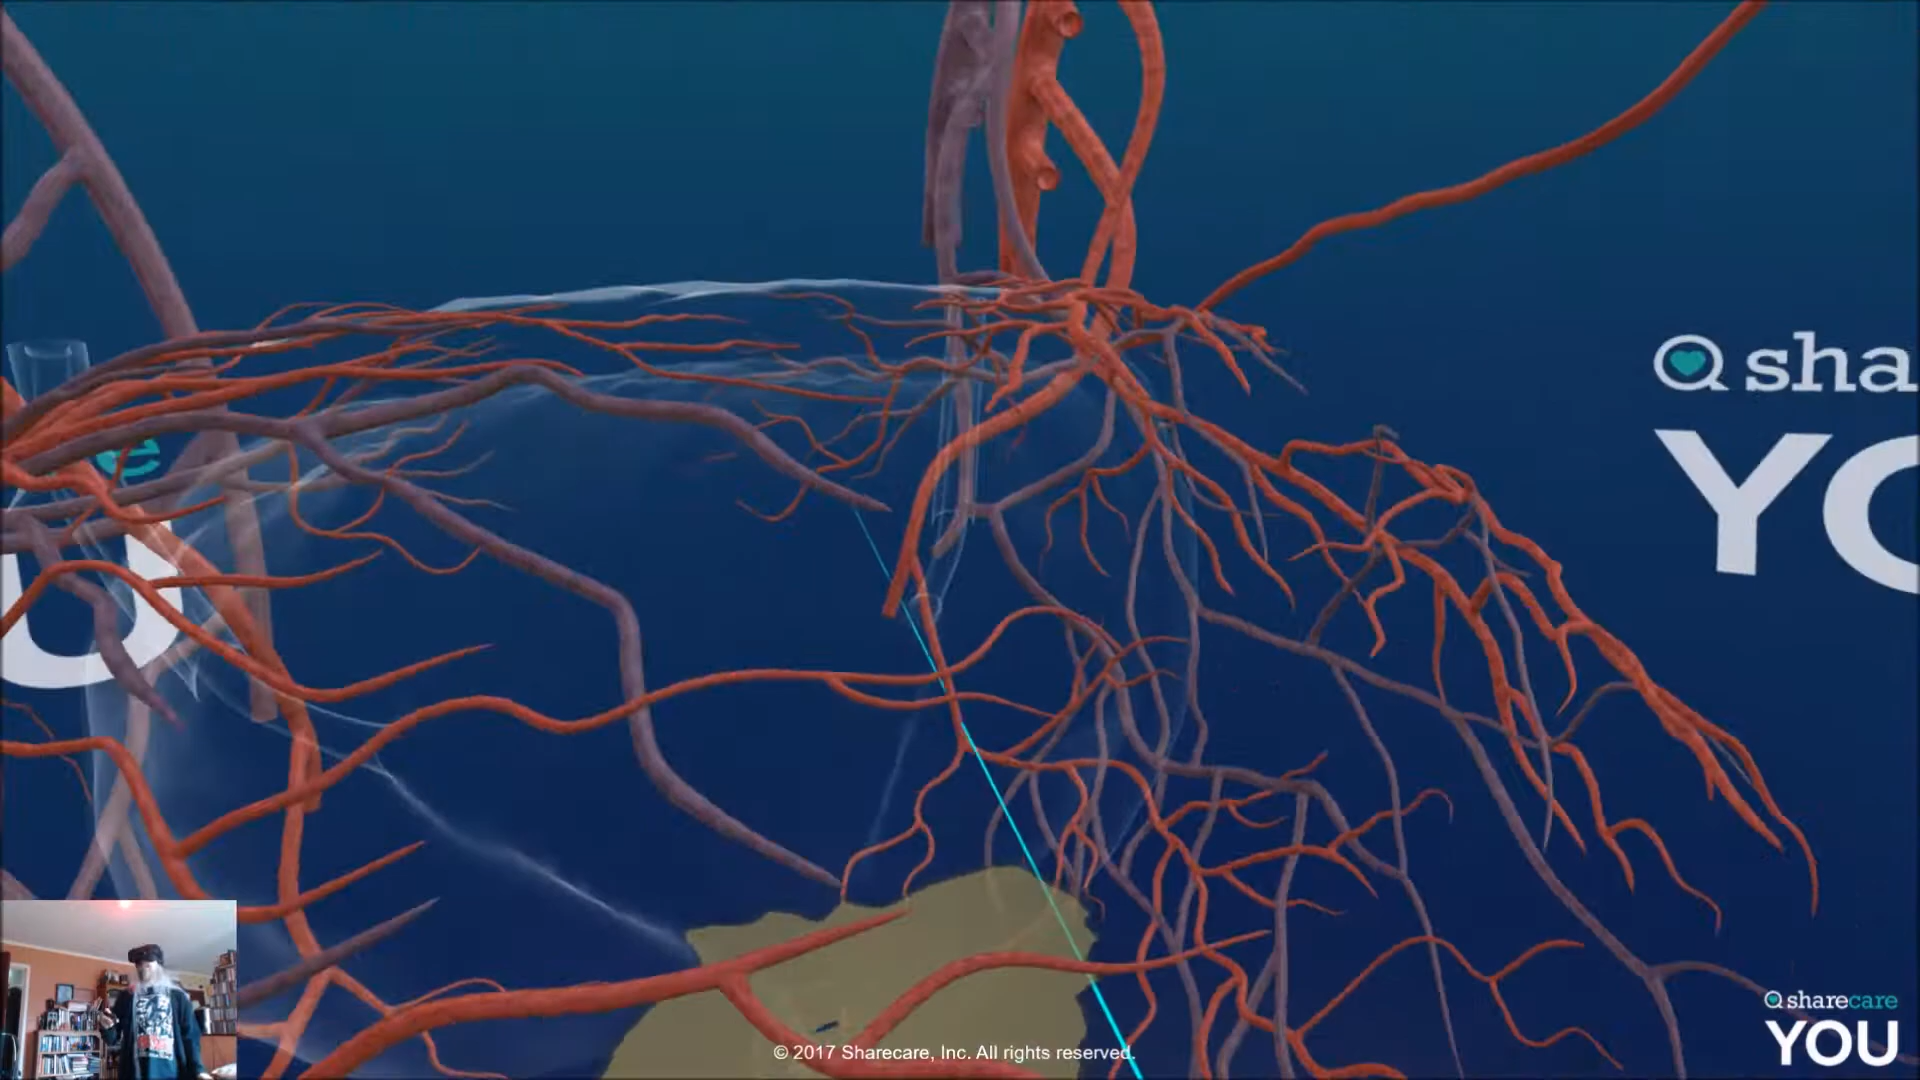 sha
YO
e
U
© 2017 Sharecare, Inc. All rights reserved.
sharecare
YOU